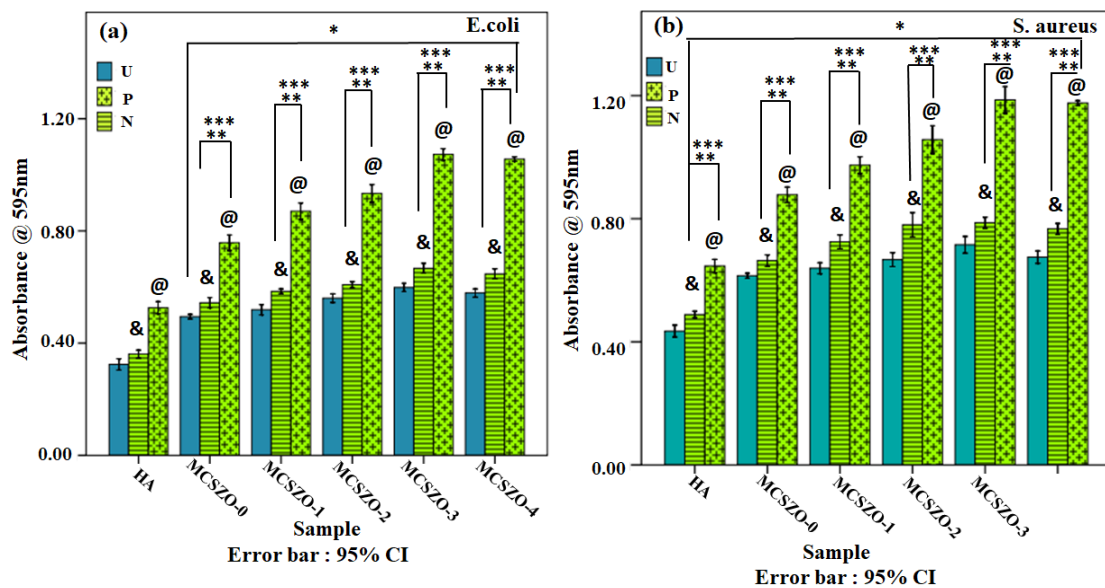 (a)
E.coli
*
U
P
N
***
**
***
**
***
**
***
**
***
**
@
@
@
@
@
@
&
&
&
&
&
&
1.20
0.80
0.40
0.00
Absorbance @ 595nm
HA
MCSZO-0
MCSZO-1
MCSZO-2
MCSZO-3
MCSZO-4
Sample
Error bar : 95% CI
(b)
S. aureus
*
U
P
N
***
**
***
**
***
**
***
**
***
**
***
**
@
@
@
@
@
@
&
&
&
&
&
&
1.20
0.80
0.40
0.00
Absorbance @ 595nm
HA
MCSZO-0
MCSZO-1
MCSZO-2
MCSZO-3
Sample
Error bar : 95% CI